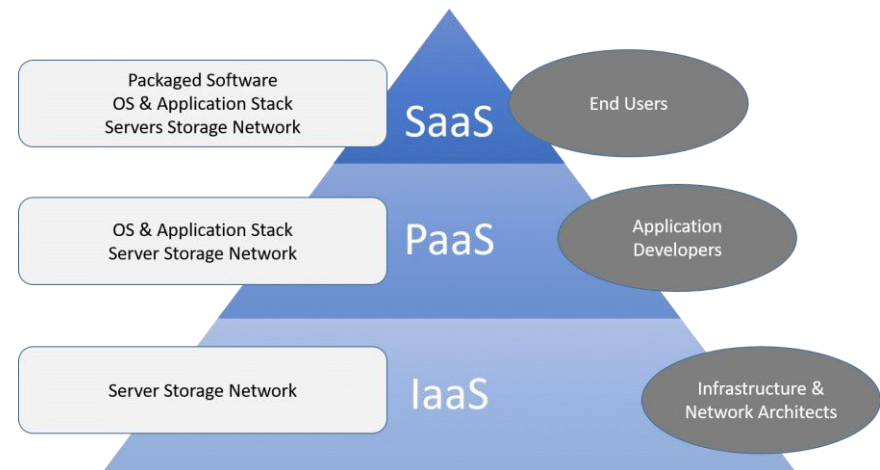 Packaged Software
OS & Application Stack
Servers Storage Network
SaaS
End Users
OS & Application Stack
Server Storage Network
PaaS
Application
Developers
Server Storage Network
IaaS
Infrastructure &
Network Architects